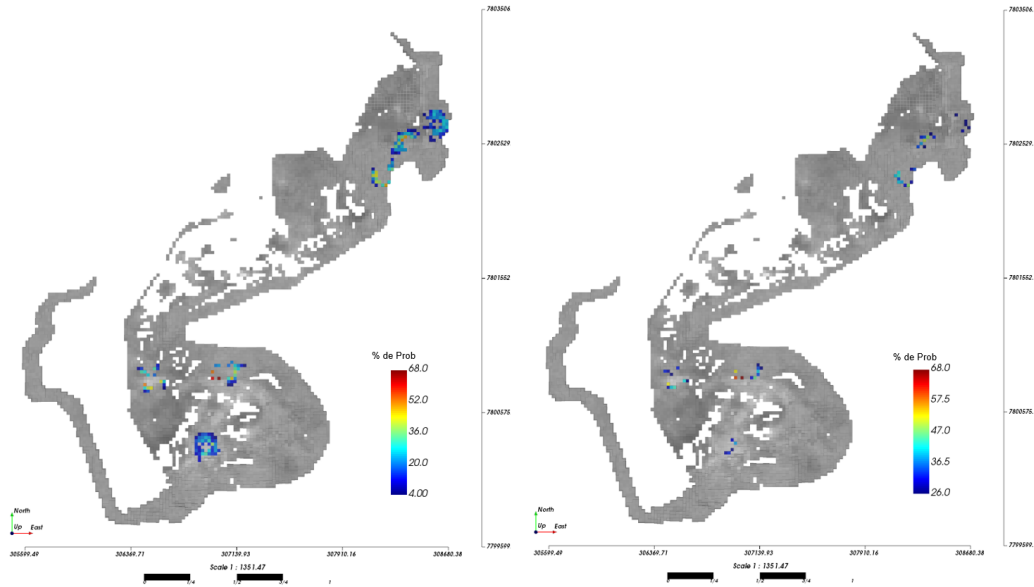 7803506
7802529.
7801552
7800575
7799599
% de Prob
68.0
52.0
36.0
20.0
4.00
North
Up East
305599.49 306369.71 307139.93 307910.16 308680.38
Scale 1 : 1351.47
0 1/4 1/2 3/4 1
7803506.
7802529.
7801552.
7800575.
7799599.
% de Prob
68.0
57.5
47.0
36.5
26.0
North
Up East
305599.49 306369.71 307139.93 307910.16 308680.38
Scale 1 : 1351.47
0 1/4 1/2 3/4 1